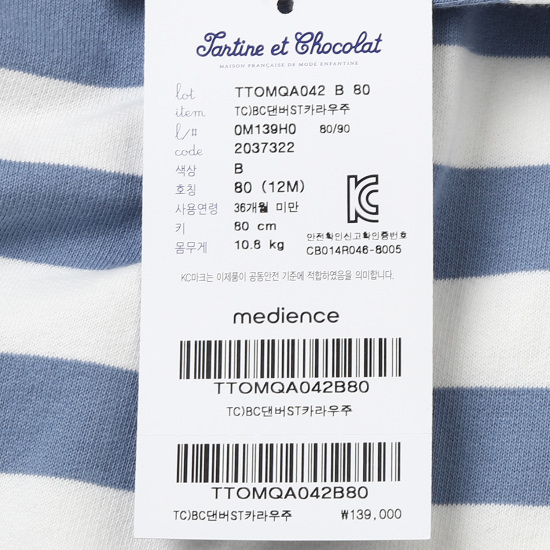 Tartine et Chocolat
MAISON FRANÇAISE DE MODE ENFANTINE
lot TTOMQA042 B 80
item TC)BC댄버ST카라우주
l/# 0M139H0 80/90
code 2037322
색상 B
호칭 80 (12M)
사용연령 36개월 미만
키 80 cm
몸무게 10.8 kg
KC
안전확인신고확인증번호
CB014R046-8005
KC마크는 이제품이 공통안전 기준에 적합하였음을 의미합니다.
medience
TTOMQA042B80
TC)BC댄버ST카라우주
TTOMQA042B80
TC)BC댄버ST카라우주 ₩139,000